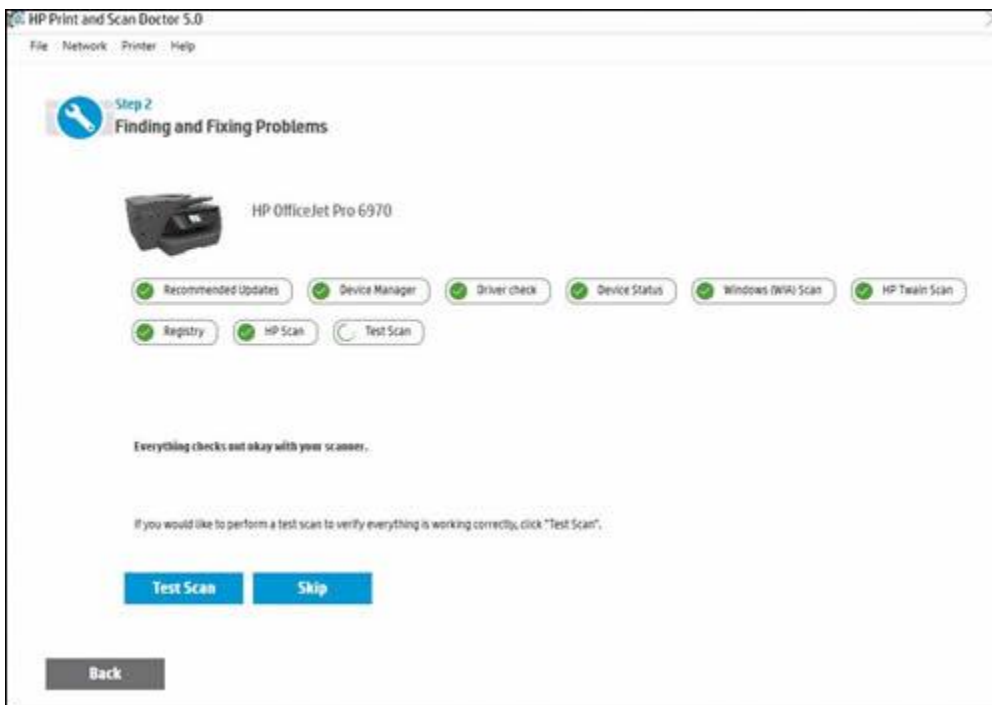 HP Print and Scan Doctor 5.0
File Network Printer Help
Step 2
Finding and Fixing Problems
HP OfficeJet Pro 6970
Recommended Updates Device Manager Driver check Device Status Windows (WIA) Scan HP Twain Scan
Registry HP Scan Test Scan
Everything checks out okay with your scanner.
If you would like to perform a test scan to verify everything is working correctly, click "Test Scan".
Test Scan Skip
Back